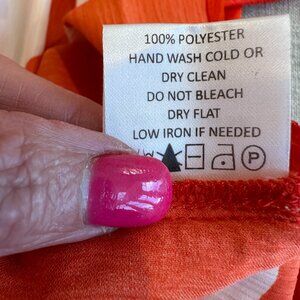 100% POLYESTER
HAND WASH COLD OR
DRY CLEAN
DO NOT BLEACH
DRY FLAT
LOW IRON IF NEEDED
P